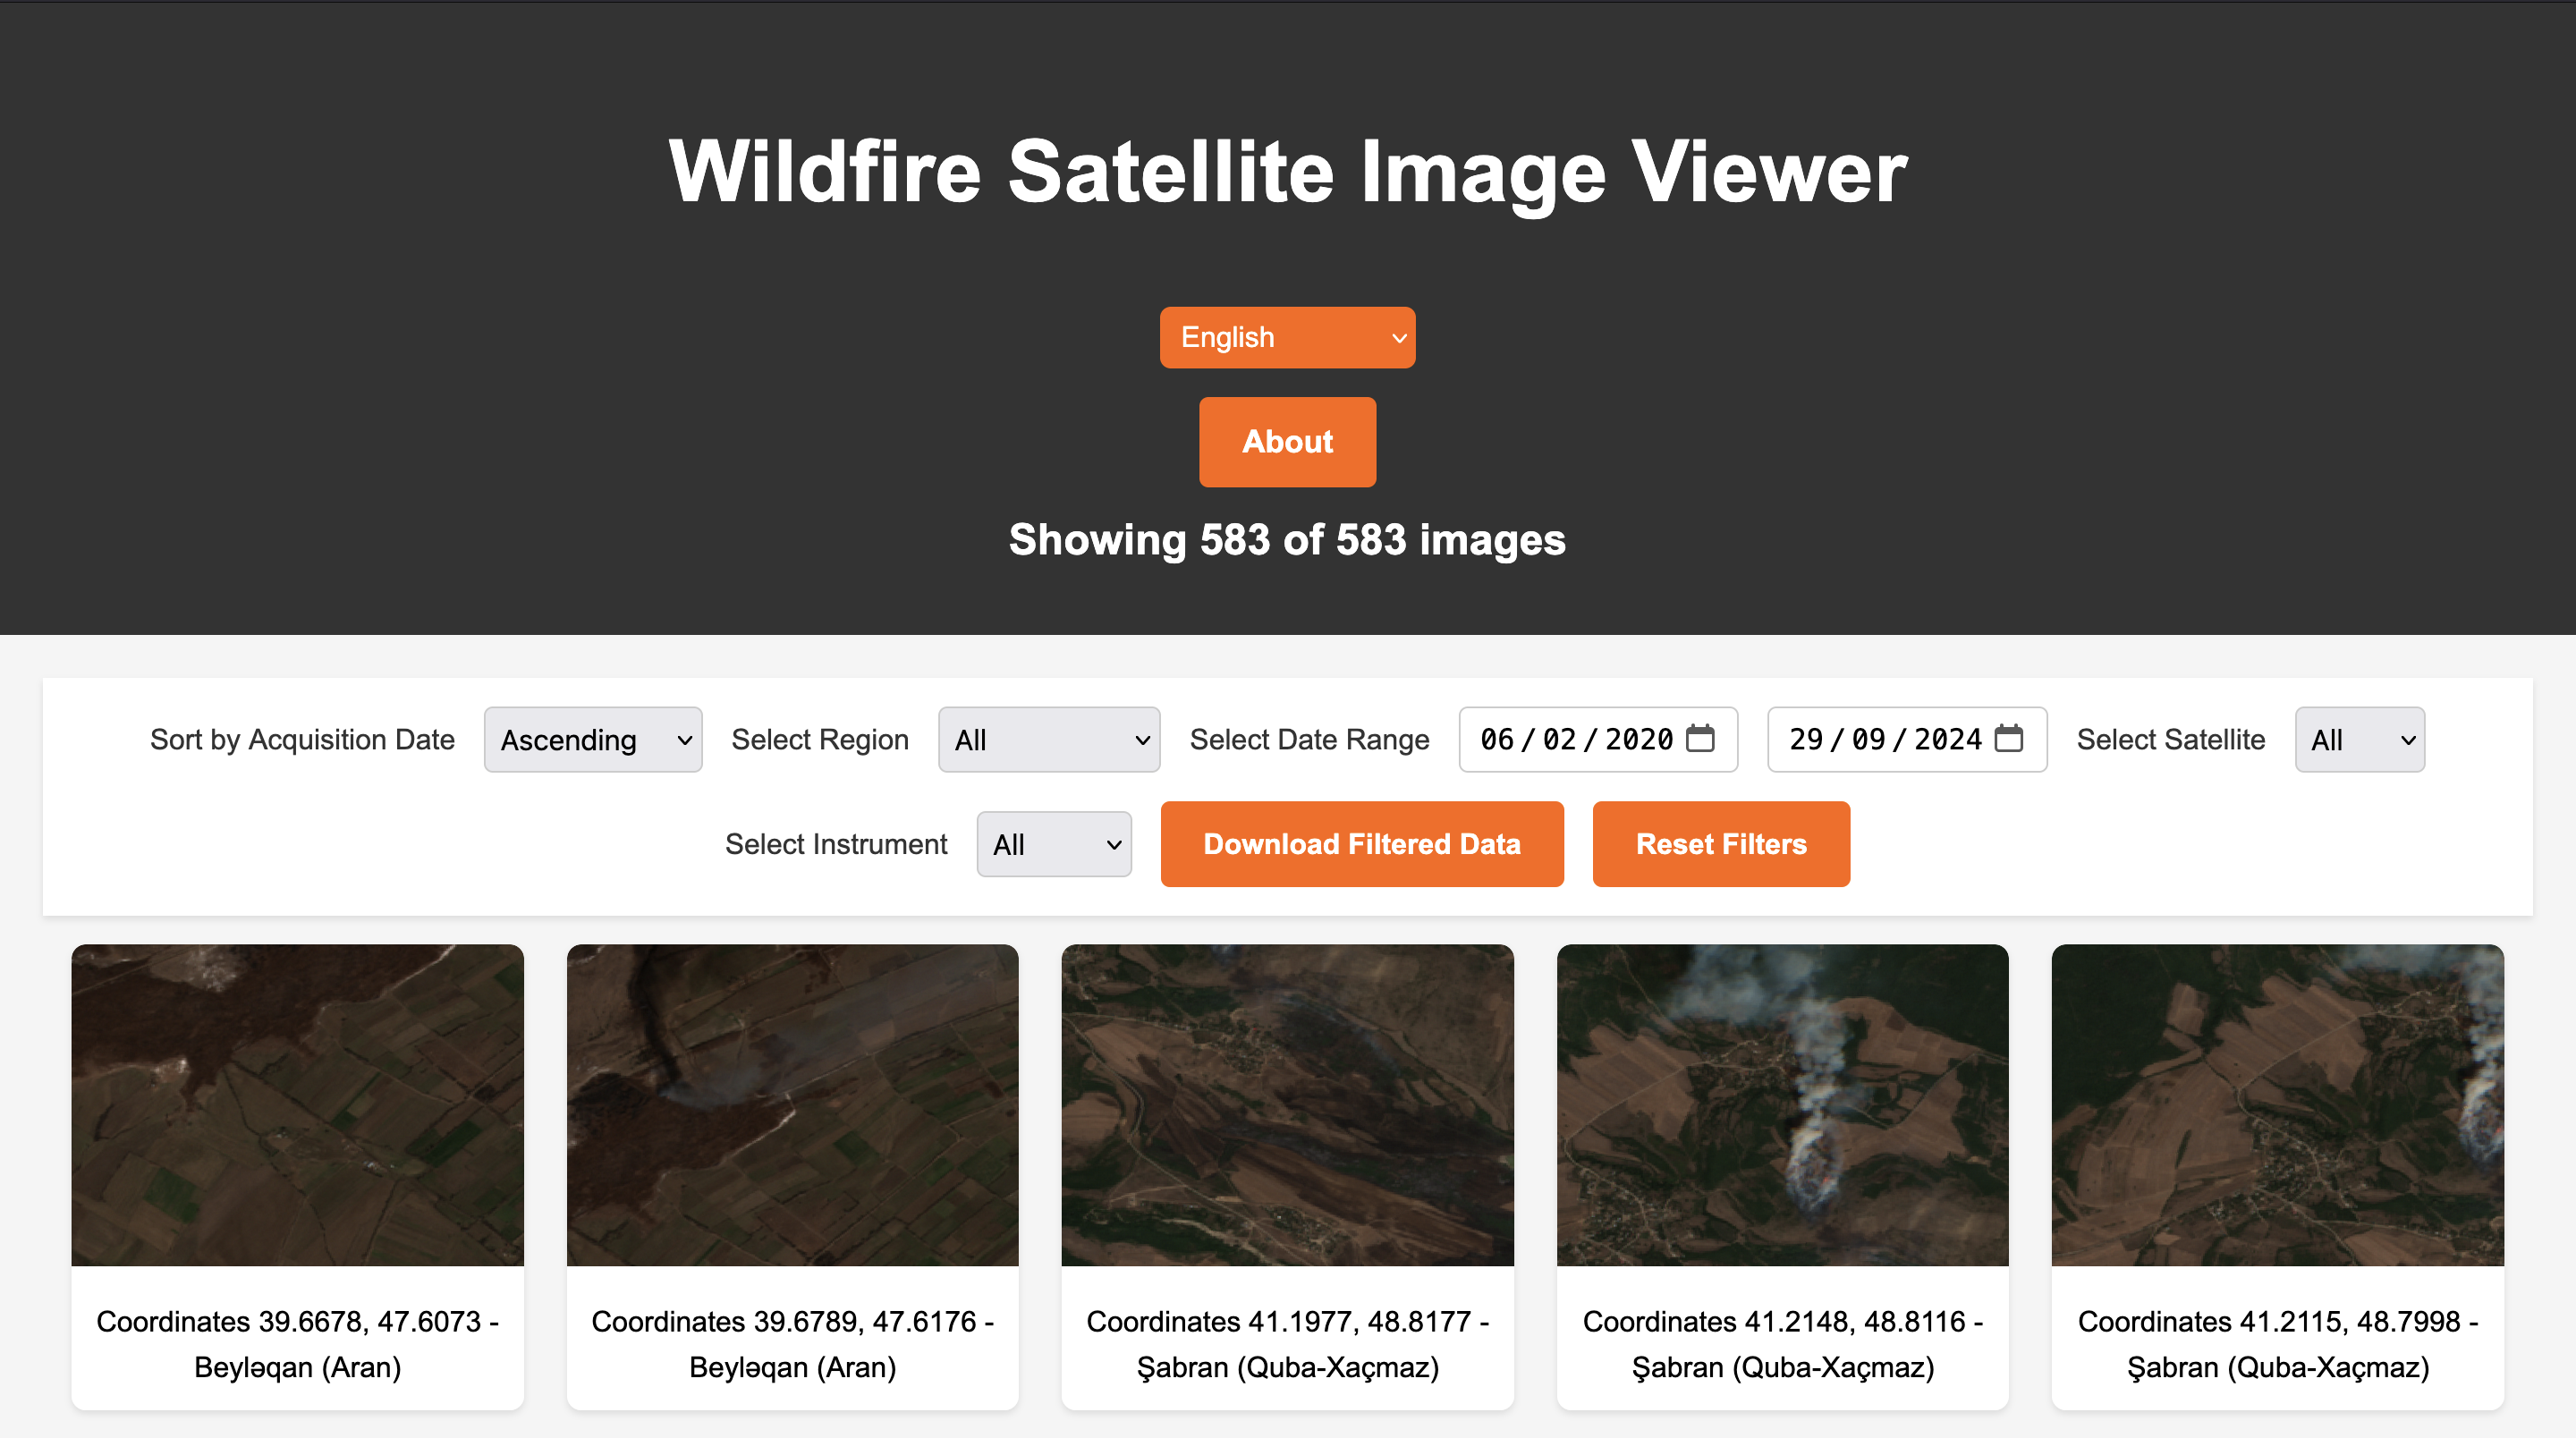 Wildfire Satellite Image Viewer
English
About
Showing 583 of 583 images
Sort by Acquisition Date Ascending Select Region All Select Date Range 06/02/2020 29/09/2024 Select Satellite All
Select Instrument All Download Filtered Data Reset Filters
Coordinates 39.6678, 47.6073 -
Beyləqan (Aran)
Coordinates 39.6789, 47.6176 -
Beyləqan (Aran)
Coordinates 41.1977, 48.8177 -
Şabran (Quba-Xaçmaz)
Coordinates 41.2148, 48.8116 -
Şabran (Quba-Xaçmaz)
Coordinates 41.2115, 48.7998 -
Şabran (Quba-Xaçmaz)